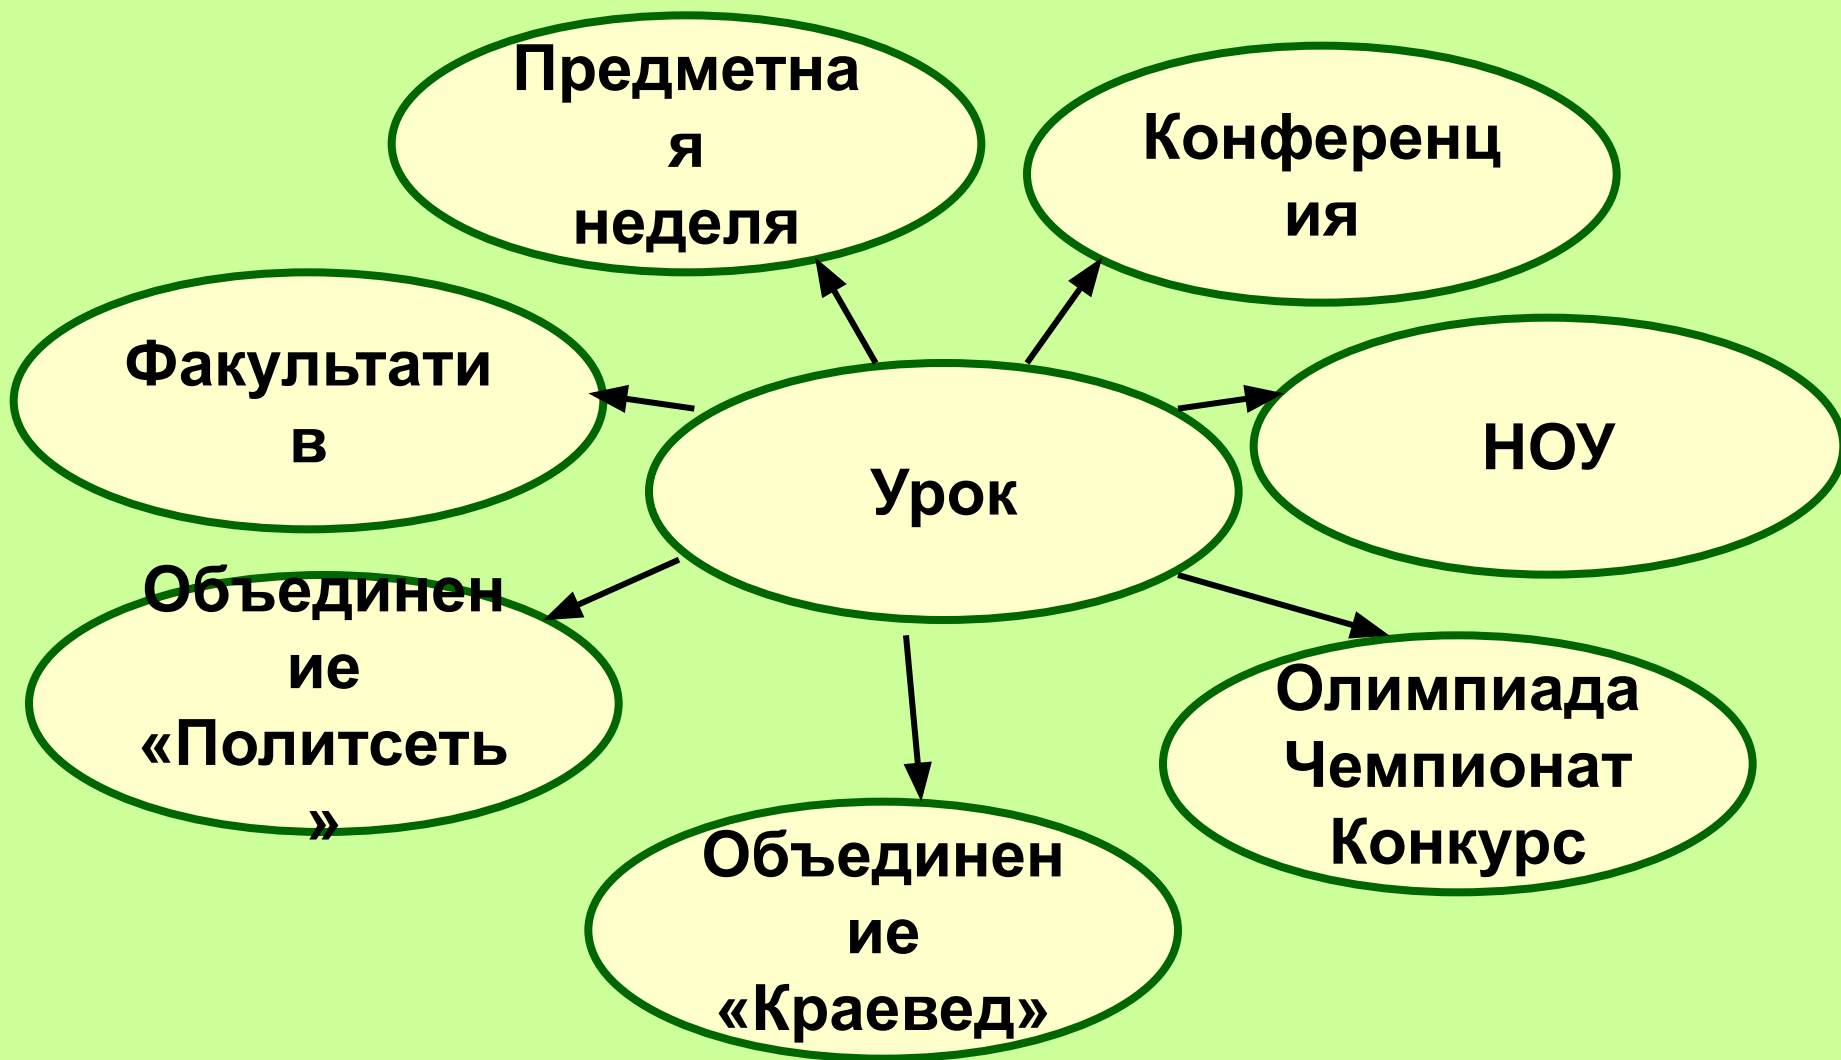 Предметна
я
неделя
Конференц
ия
Факультати
в
НОУ
Урок
Объединен
ие
«Политсеть
»
Олимпиада
Чемпионат
Конкурс
Объединен
ие
«Краевед»